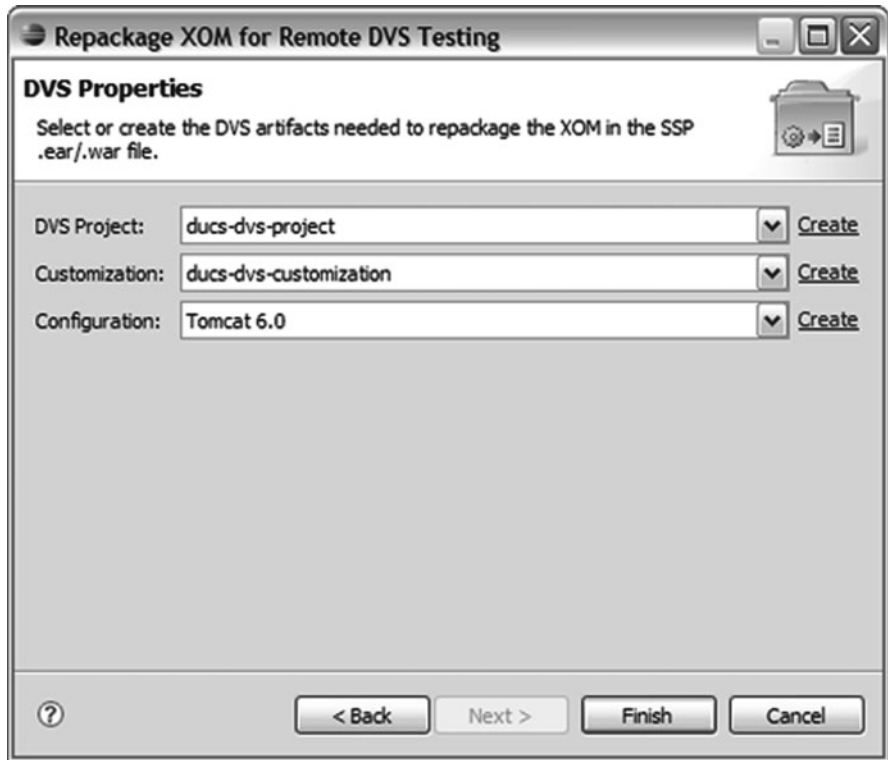 Repackage XOM for Remote DVS Testing
DVS Properties
Select or create the DVS artifacts needed to repackage the XOM in the SSP
.ear/.war file.
DVS Project: ducs-dvs-project Create
Customization: ducs-dvs-customization Create
Configuration: Tomcat 6.0 Create
? < Back Next > Finish Cancel